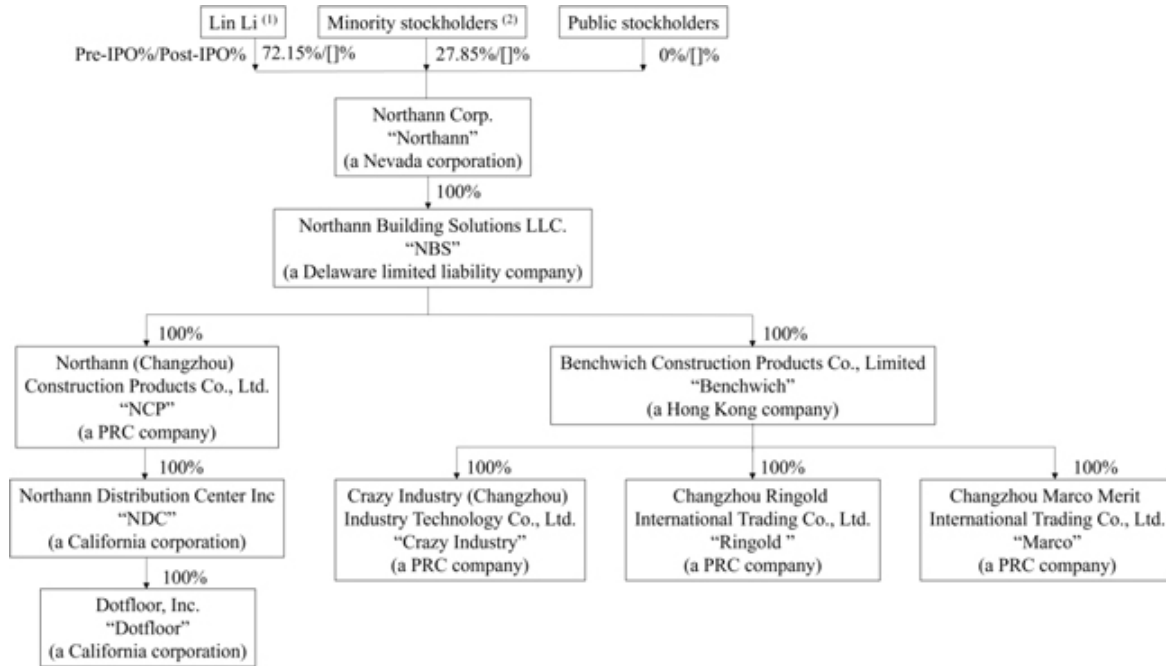 Lin Li (1)
Minority stockholders (2)
Public stockholders
Pre-IPO%/Post-IPO% 72.15%/[]%
27.85%/[]%
0%/[]%
Northann Corp.
“Northann”
(a Nevada corporation)
100%
Northann Building Solutions LLC.
“NBS”
(a Delaware limited liability company)
100%
100%
Northann (Changzhou)
Construction Products Co., Ltd.
“NCP”
(a PRC company)
Benchwich Construction Products Co., Limited
“Benchwich”
(a Hong Kong company)
100%
100%
100%
100%
Northann Distribution Center Inc
“NDC”
(a California corporation)
Crazy Industry (Changzhou)
Industry Technology Co., Ltd.
“Crazy Industry”
(a PRC company)
Changzhou Ringold
International Trading Co., Ltd.
“Ringold ”
(a PRC company)
Changzhou Marco Merit
International Trading Co., Ltd.
“Marco”
(a PRC company)
100%
Dotfloor, Inc.
“Dotfloor”
(a California corporation)